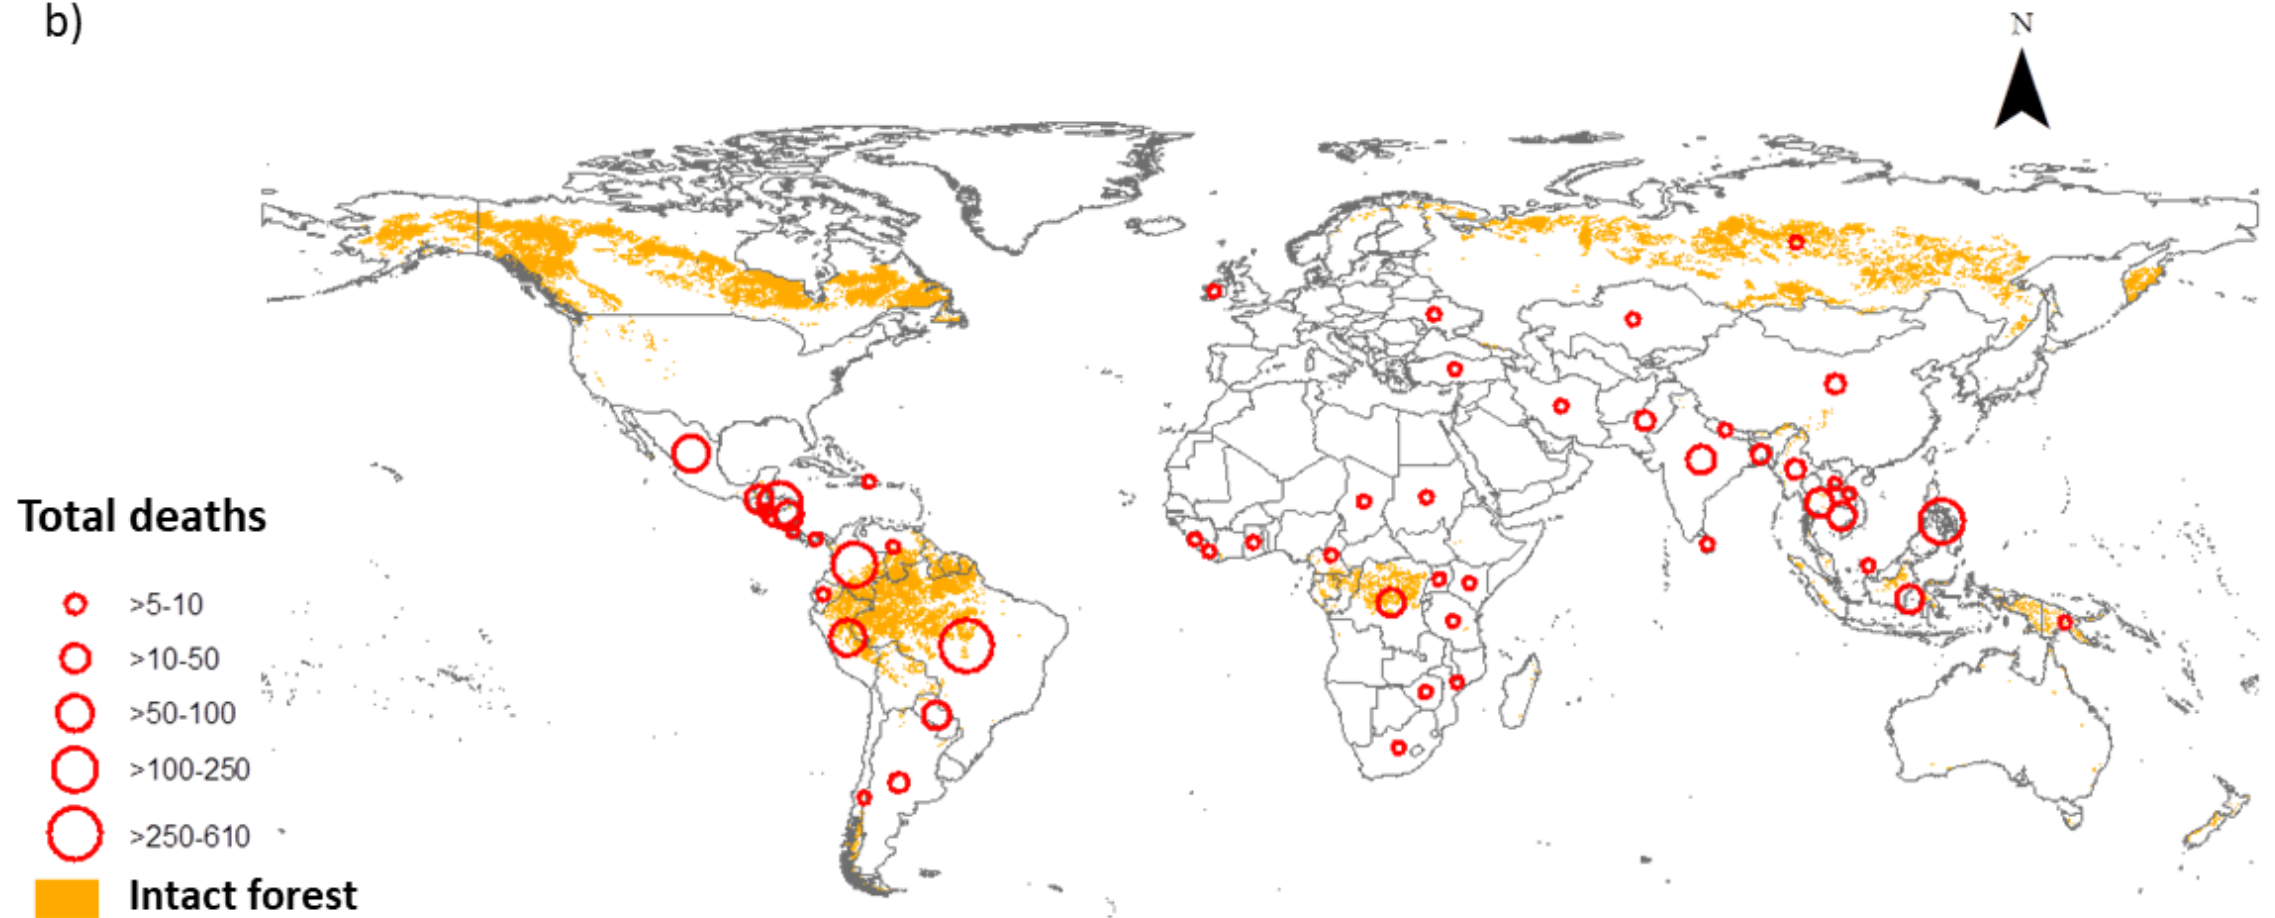 b)
N
Total deaths
>5-10
>10-50
>50-100
>100-250
>250-610
Intact forest